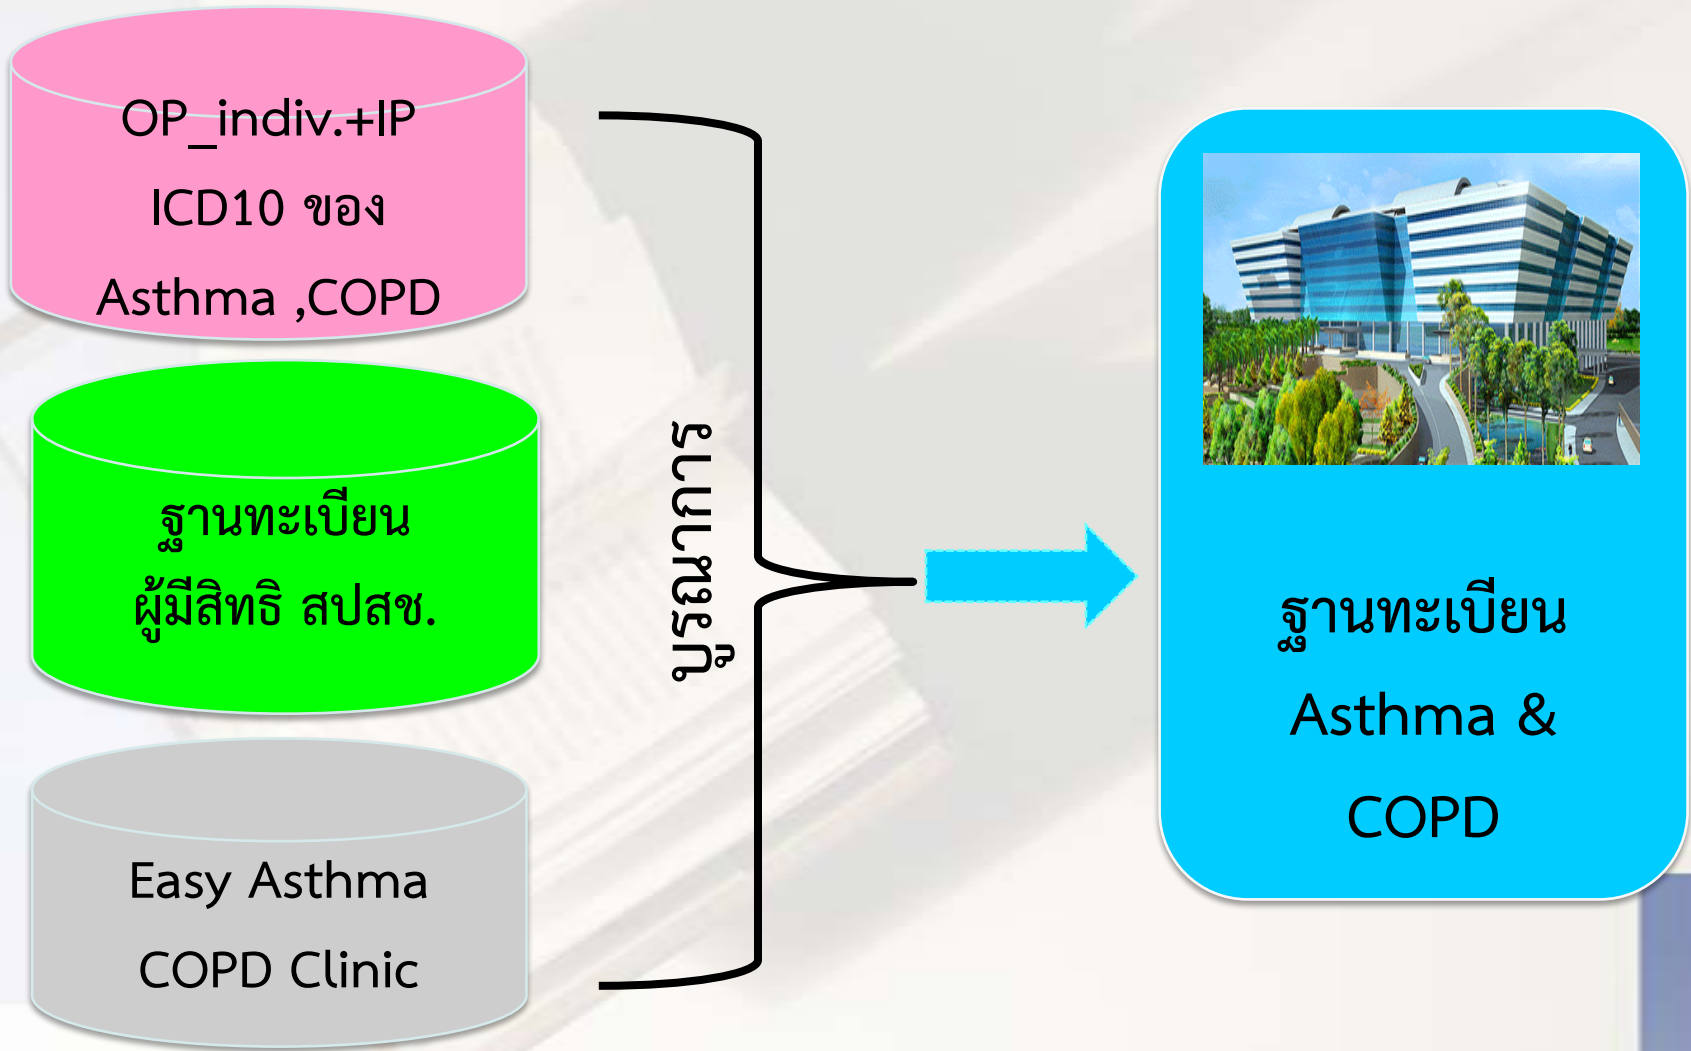 OP_indiv.+IP
ICD10 ของ
Asthma ,COPD
ฐานทะเบียน
ผู้มีสิทธิ สปสช.
Easy Asthma
COPD Clinic
บูรณาการ
ฐานทะเบียน
Asthma &
COPD